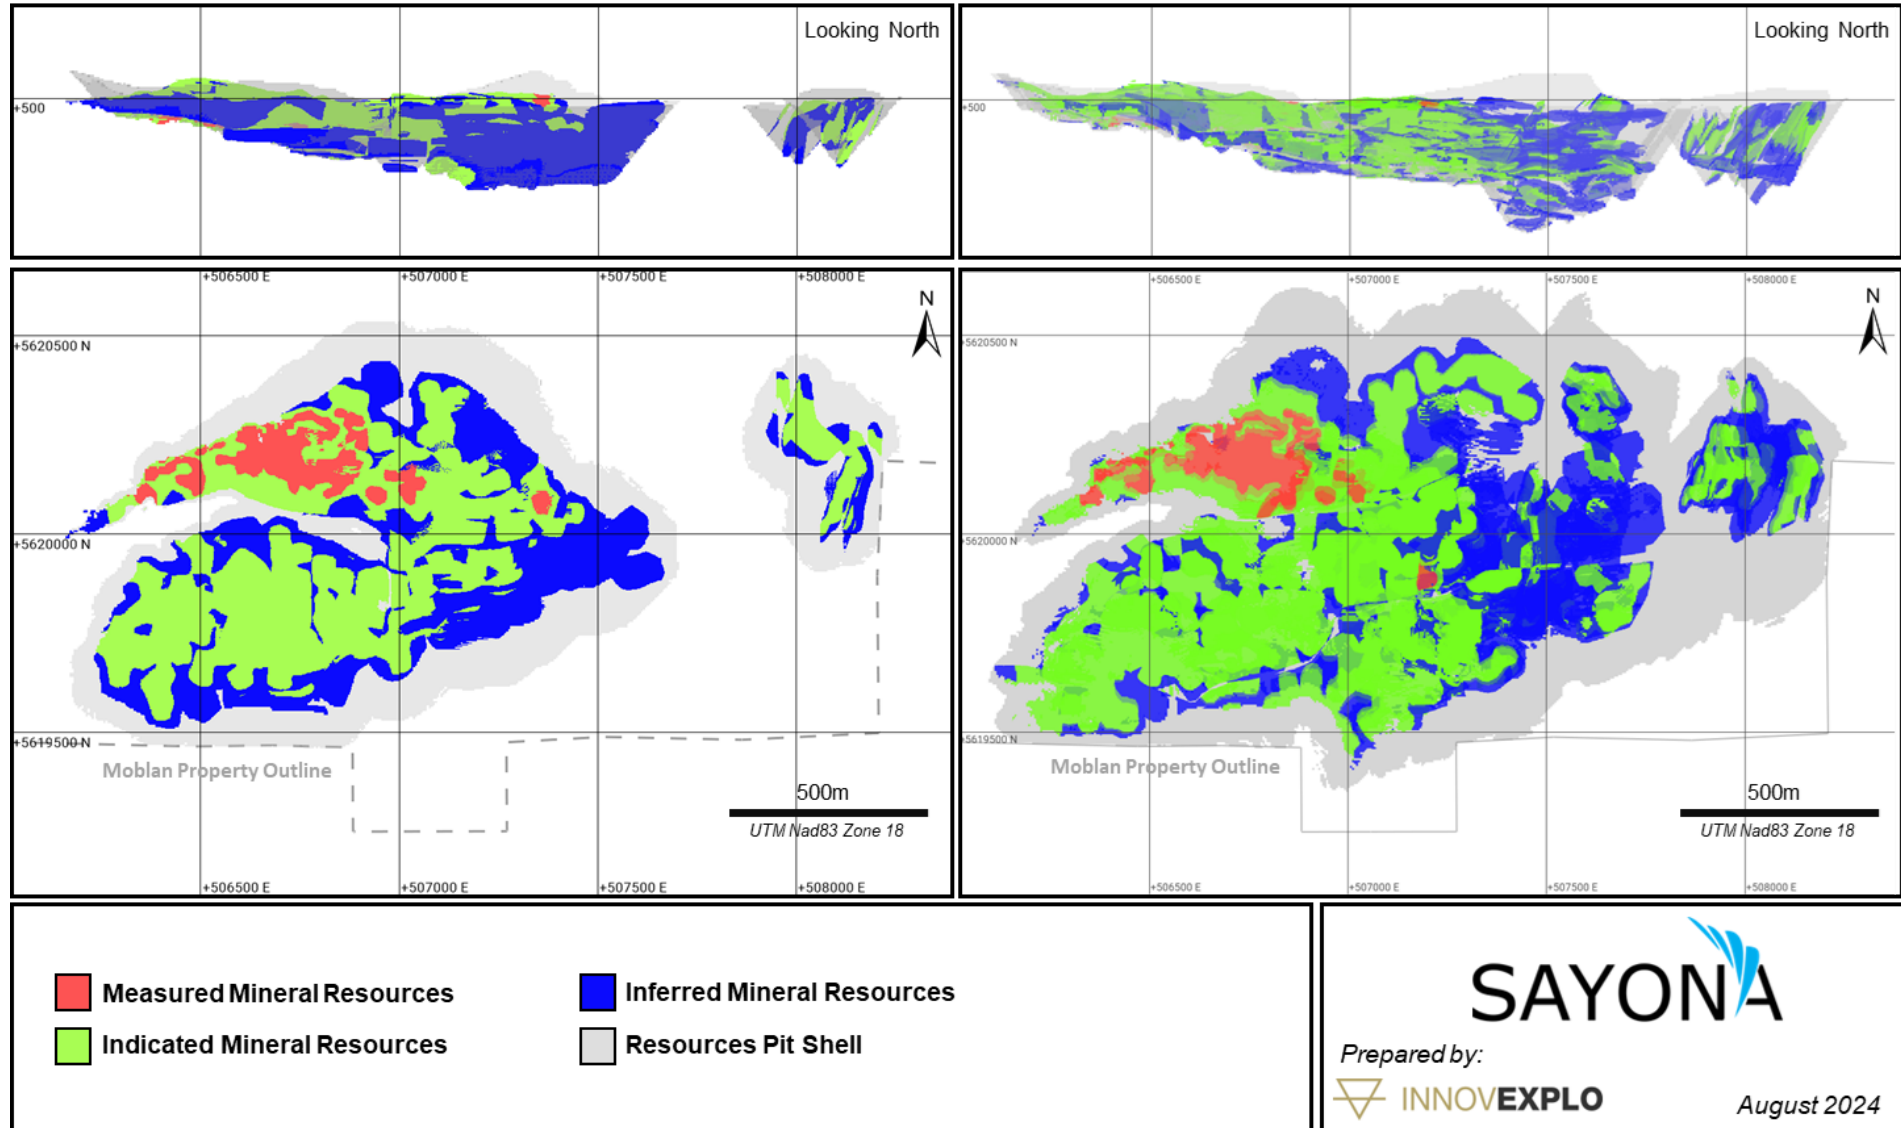 Looking North
+500
+506500 E
+507000 E
+507500 E
+508000 E
N
+5620500 N
+5620000 N
+5619500 N
Moblan Property Outline
500m
UTM Nad83 Zone 18
+506500 E
+507000 E
+507500 E
+508000 E
Looking North
+500
+506500 E
+507000 E
+507500 E
+508000 E
N
+5620500 N
+5620000 N
+5619500 N
Moblan Property Outline
500m
UTM Nad83 Zone 18
+506500 E
+507000 E
+507500 E
+508000 E
Measured Mineral Resources
Indicated Mineral Resources
Inferred Mineral Resources
Resources Pit Shell
SAYONA
Prepared by:
INNOVEXPLO
August 2024